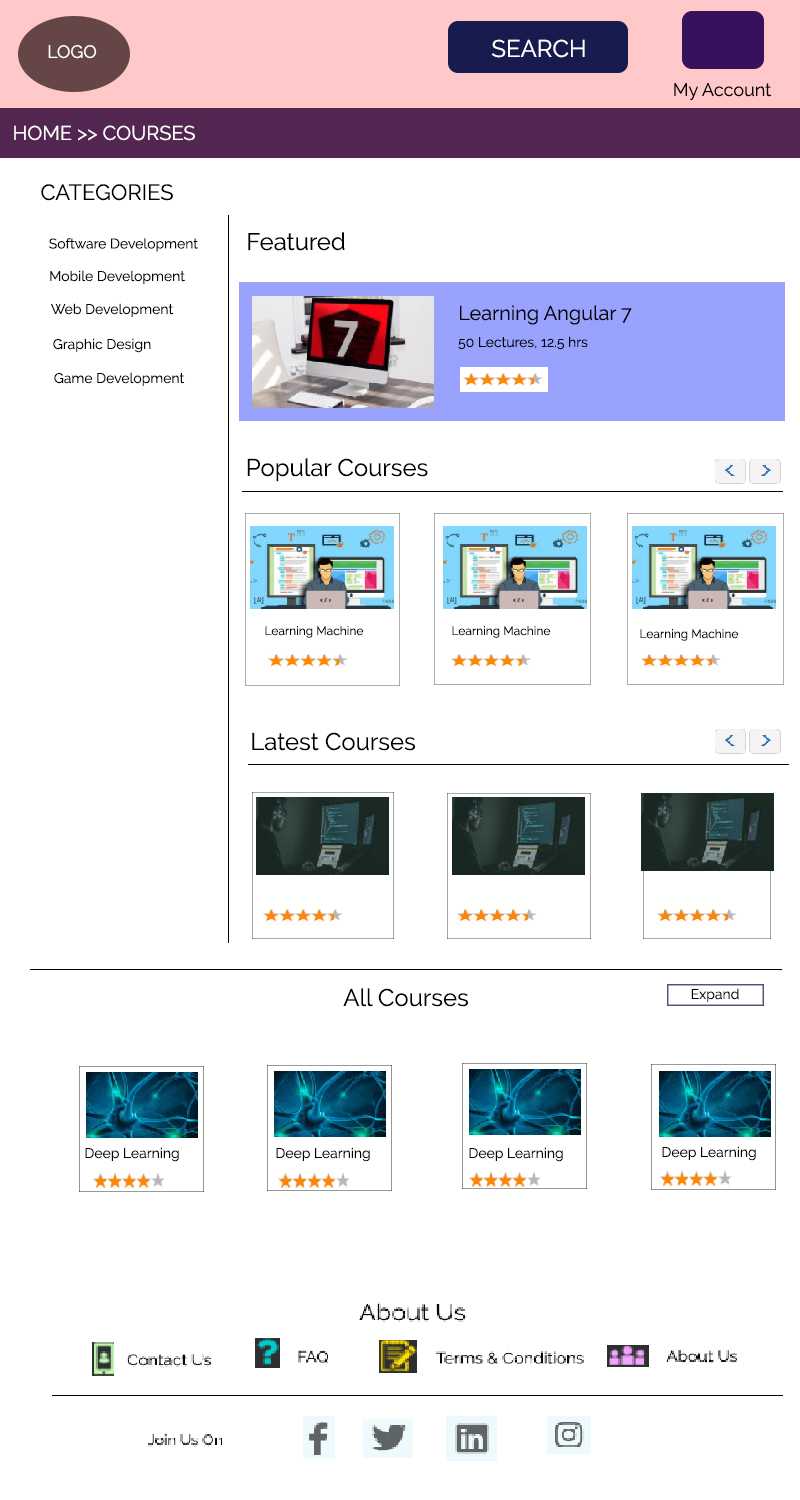 LOGO
SEARCH
My Account
HOME >> COURSES
CATEGORIES
Software Development
Mobile Development
Web Development
Graphic Design
Game Development
Featured
7
Learning Angular 7
50 Lectures, 12.5 hrs
Popular Courses
Learning Machine
Learning Machine
Learning Machine
Latest Courses
All Courses
Expand
Deep Learning
Deep Learning
Deep Learning
Deep Learning
About Us
Contact Us
FAQ
Terms & Conditions
About Us
Join Us On